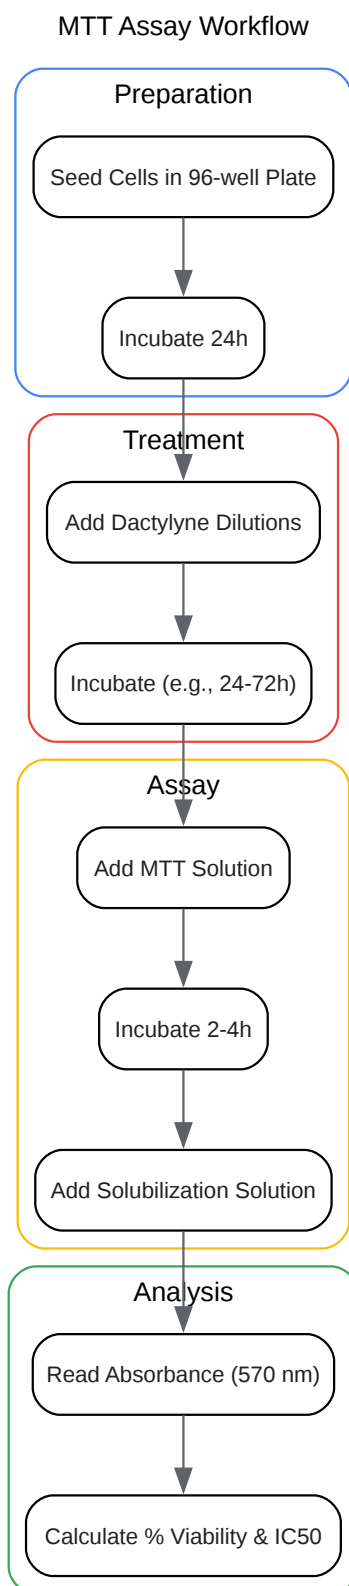 MTT Assay Workflow
Preparation
Seed Cells in 96-well Plate
Incubate 24h
Treatment
Add Dactylyne Dilutions
Incubate (e.g., 24-72h)
Assay
Add MTT Solution
Incubate 2-4h
Add Solubilization Solution
Analysis
Read Absorbance (570 nm)
Calculate % Viability & IC50